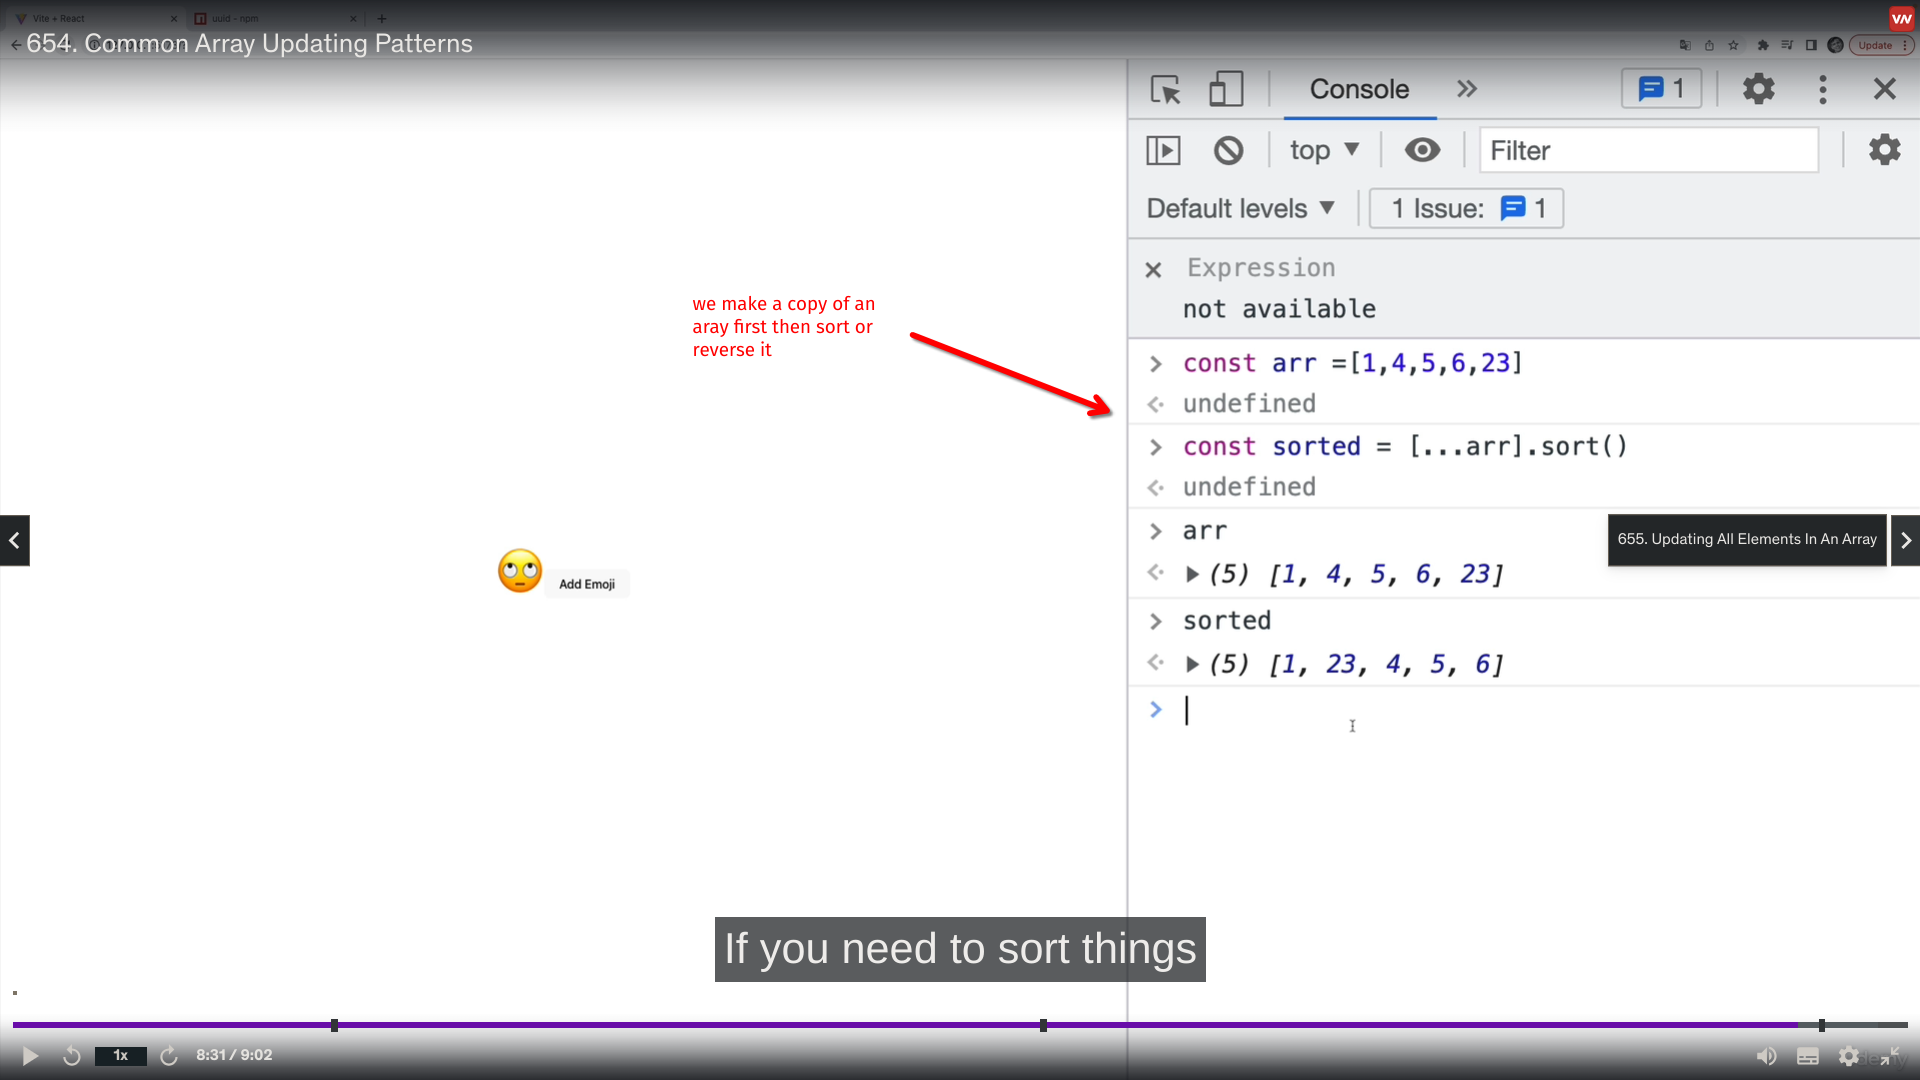 Vite + React
uuid - npm
654. Common Array Updating Patterns
Update
Console
1
top
Filter
Default levels
1 Issue: 1
Expression
not available
we make a copy of an
aray first then sort or
reverse it
const arr =[1,4,5,6,23]
undefined
const sorted = [...arr].sort()
undefined
arr
(5) [1, 4, 5, 6, 23]
655. Updating All Elements In An Array
sorted
(5) [1, 23, 4, 5, 6]
Add Emoji
If you need to sort things
1x
8:31 / 9:02